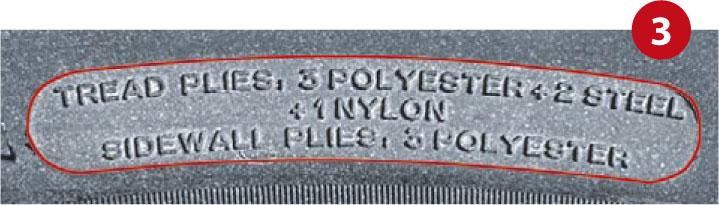 3
TREAD PLIES: 3 POLYESTER + 2 STEEL
+ 1 NYLON
SIDEWALL PLIES: 3 POLYESTER